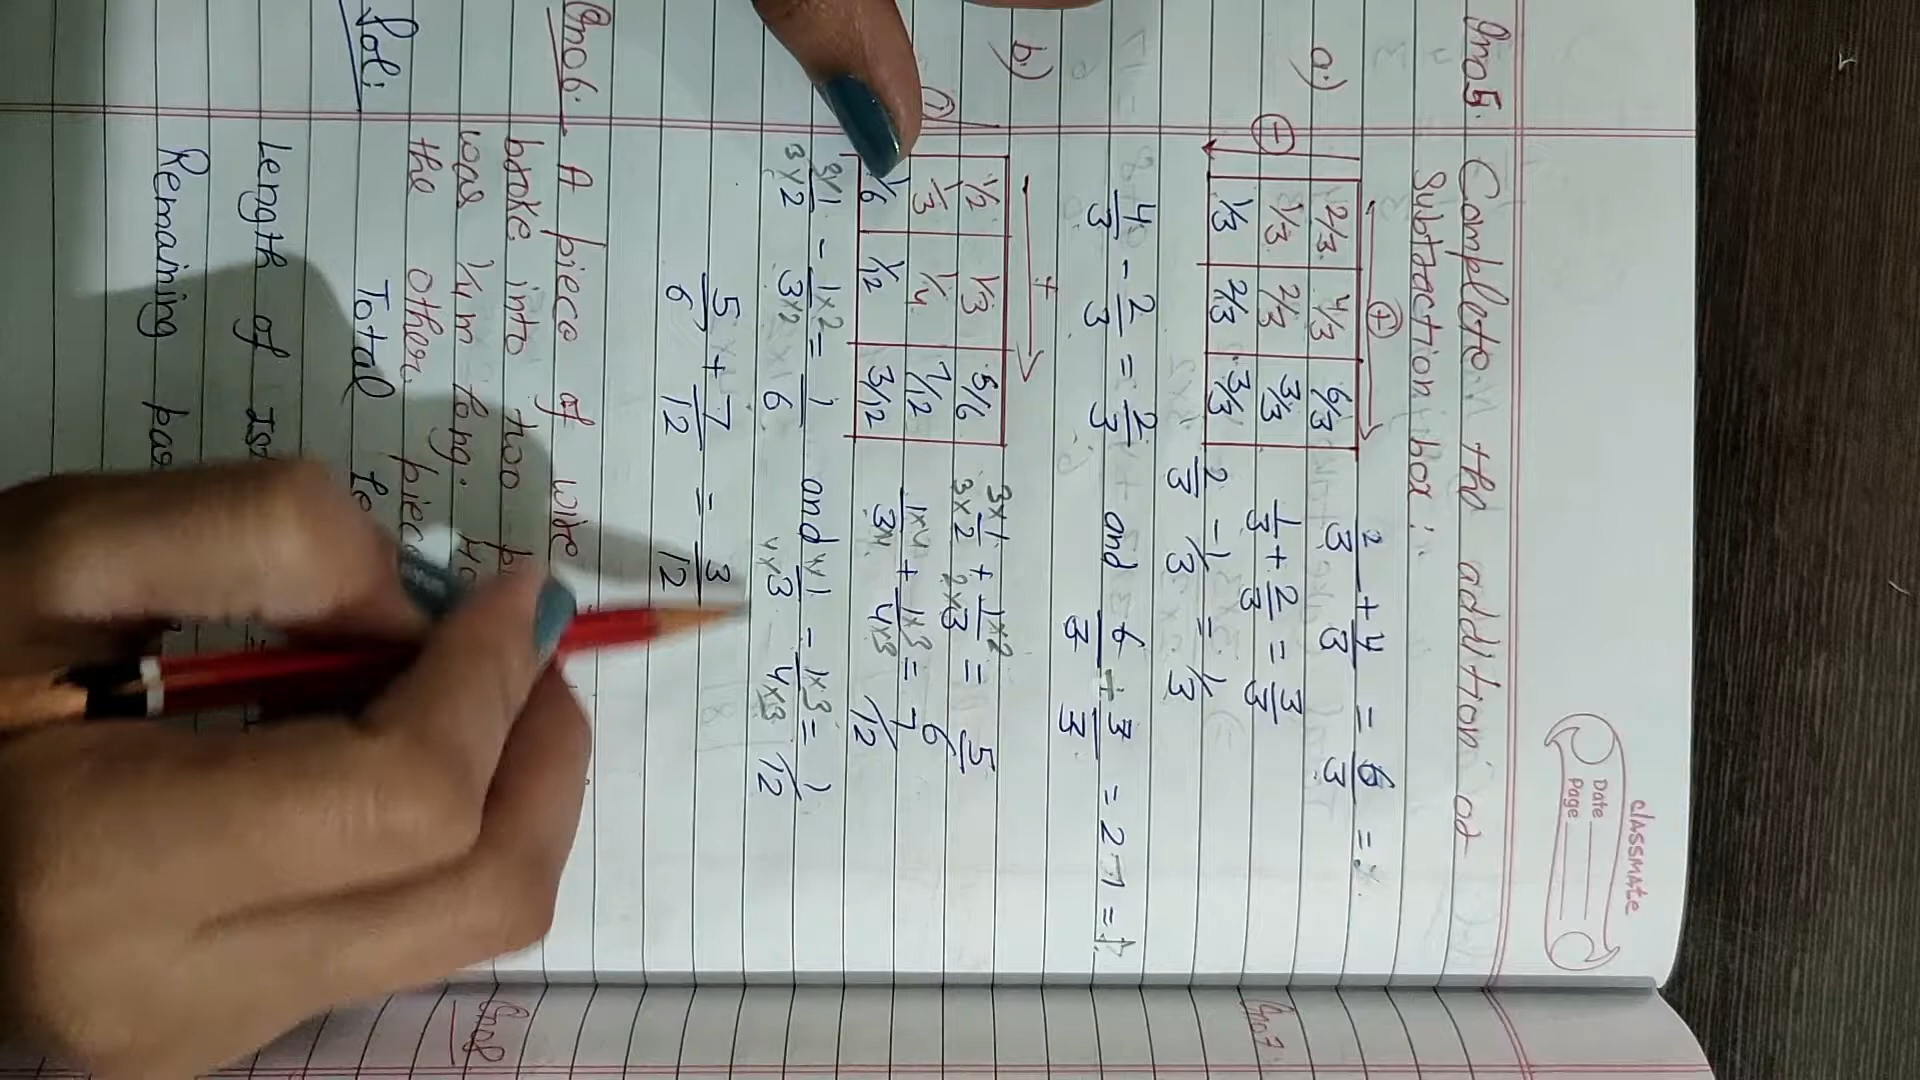 classmate
Date
Page
Qno5. Complete the addition at
Subtraction box:
a)
+
-
2/3 4/3 6/3
1/3 2/3 3/3
1/3 2/3 3/3
2/3 + 4/3 = 6/3 =
1/3 + 2/3 = 3/3
2/3 - 1/3 = 1/3
4/3 - 2/3 = 2/3 and 6/3 - 3/3 = 2-1 = 1.
b)
+
1/2 1/3 5/6
1/3 1/4 7/12
1/6 1/12 3/12
3×1/3×2 + 1×2/2×3 = 5/6
1×4/3×4 + 1×3/4×3 = 7/12
3×1/3×2 - 1×2/3×2 = 1/6 and 4×1/4×3 - 1×3/4×3 = 1/12
5/6 + 7/12 = 3/12
Qno6. A piece of wire
broke into two
was 1/4 m long.
the other piece
Sol: Total
Length of 1st =
Remaining
Qno7.
Qno8.